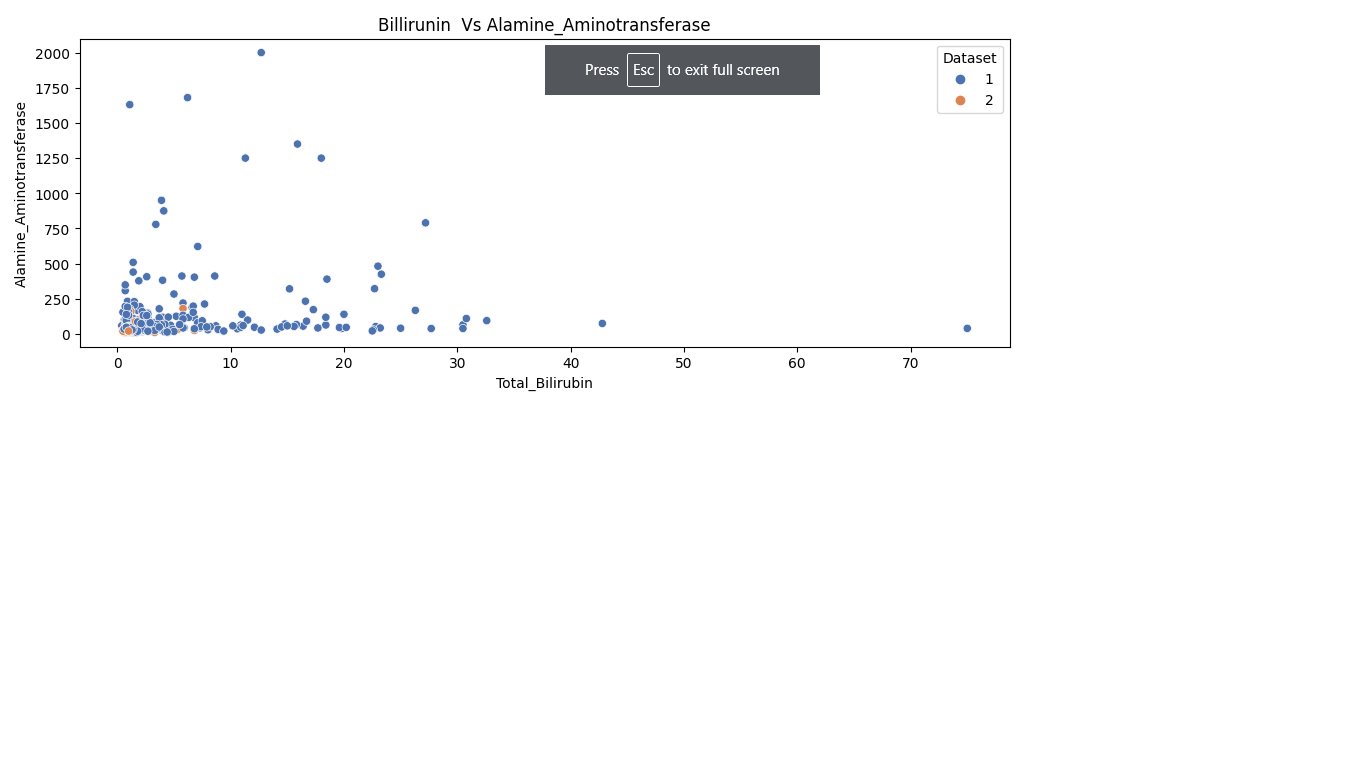 Billirunin  Vs Alamine_Aminotransferase
Press Esc to exit full screen
Dataset
1
2
2000
1750
1500
1250
1000
750
500
250
0
Alamine_Aminotransferase
0 10 20 30 40 50 60 70
Total_Bilirubin